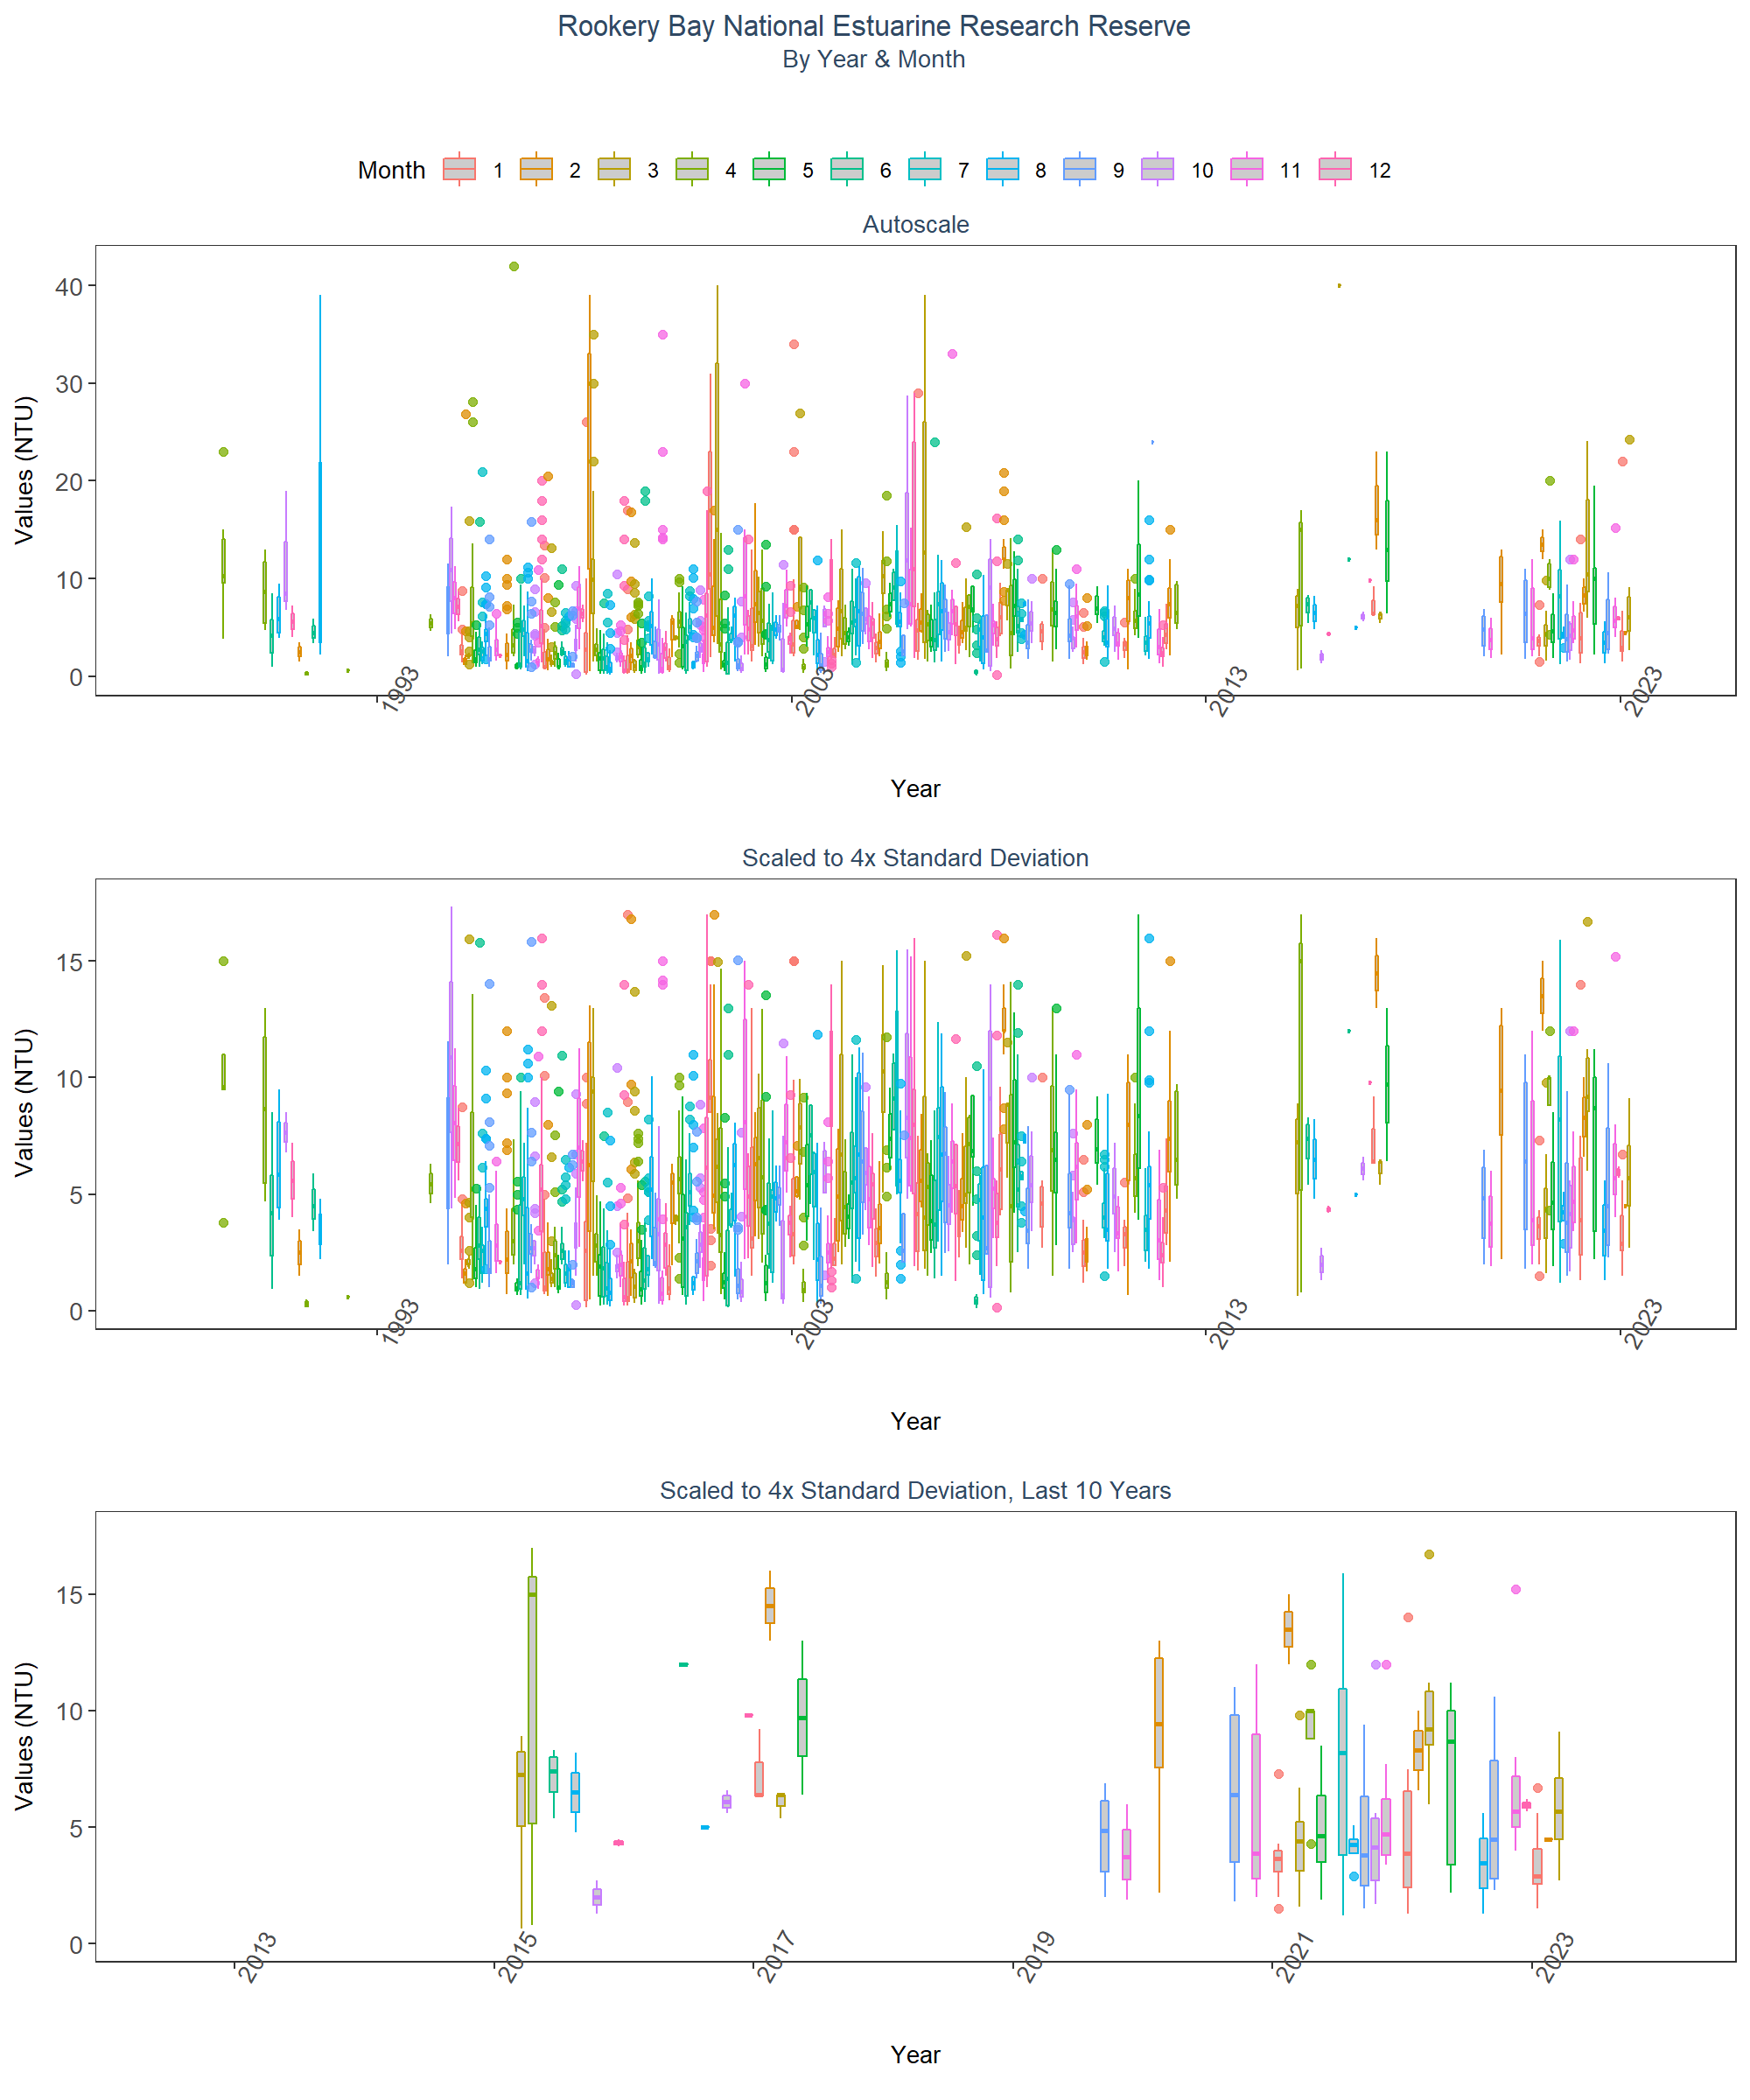 Rookery Bay National Estuarine Research Reserve
By Year & Month
Month 1 2 3 4 5 6 7 8 9 10 11 12
Autoscale
Values (NTU)
40
30
20
10
0
1993 2003 2013 2023
Year
Scaled to 4x Standard Deviation
Values (NTU)
15
10
5
0
1993 2003 2013 2023
Year
Scaled to 4x Standard Deviation, Last 10 Years
Values (NTU)
15
10
5
0
2013 2015 2017 2019 2021 2023
Year